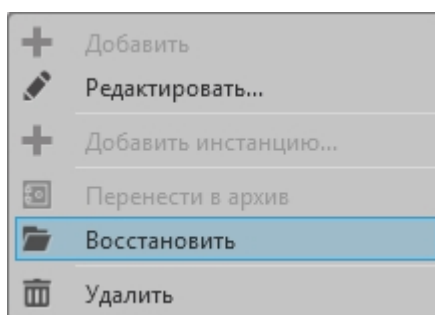 Добавить
Редактировать...
Добавить инстанцию...
Перенести в архив
Восстановить
Удалить